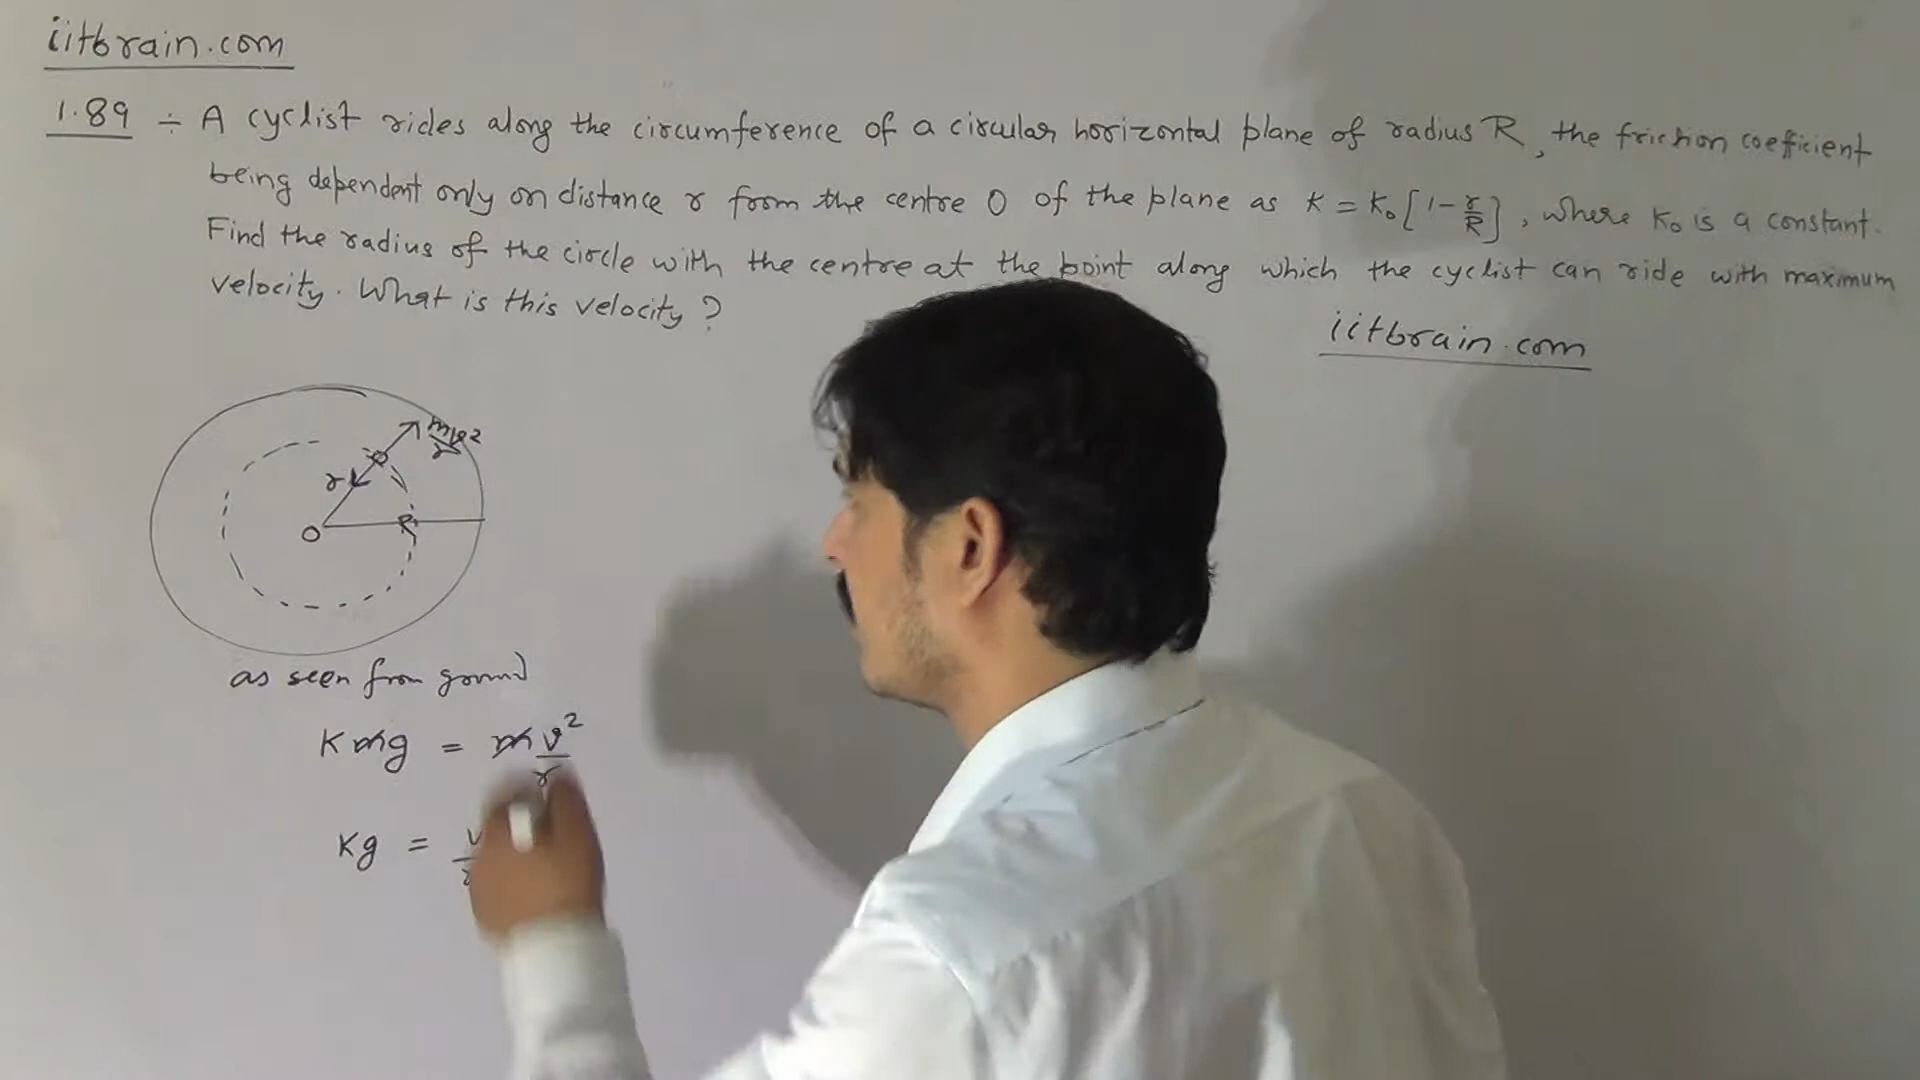 iitbrain.com
1.89 ÷ A cyclist rides along the circumference of a circular horizontal plane of radius R, the friction coefficient
being dependent only on distance r from the centre O of the plane as K = K₀[1-r/R], where K₀ is a constant.
Find the radius of the circle with the centre at the point along which the cyclist can ride with maximum
velocity. What is this velocity?
iitbrain.com
r
O
R
as seen from ground
Kmg = mv²/r
Kg =